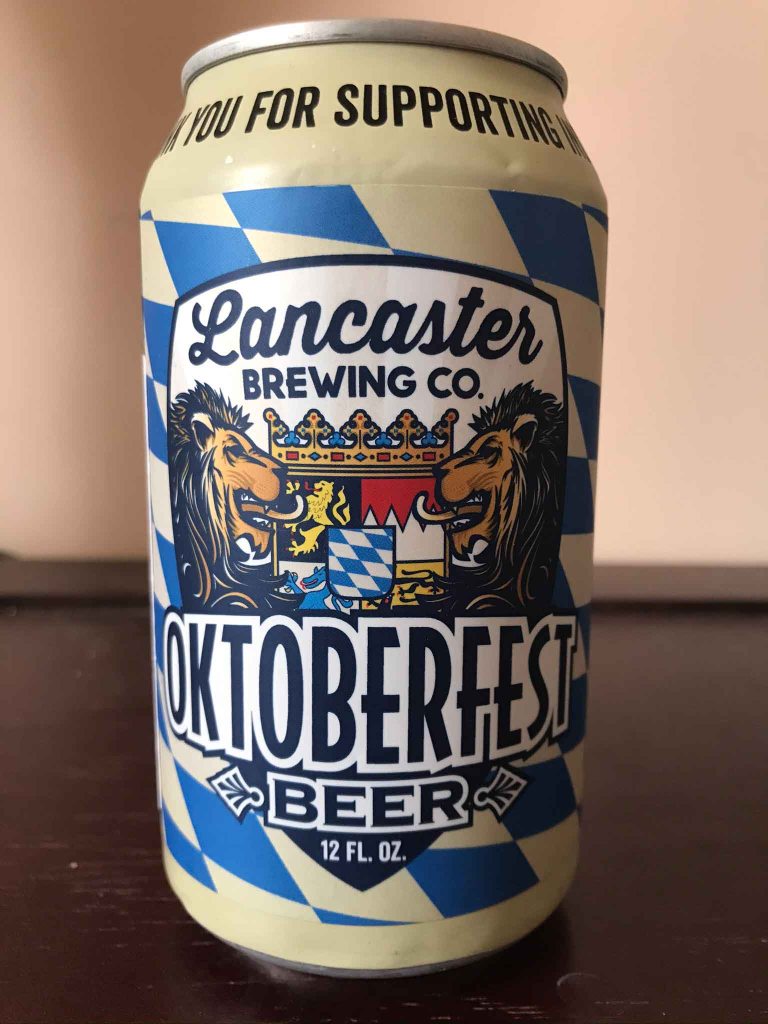 YOU FOR SUPPORTING
Lancaster
BREWING CO.
OKTOBERFEST
BEER
12 FL. OZ.